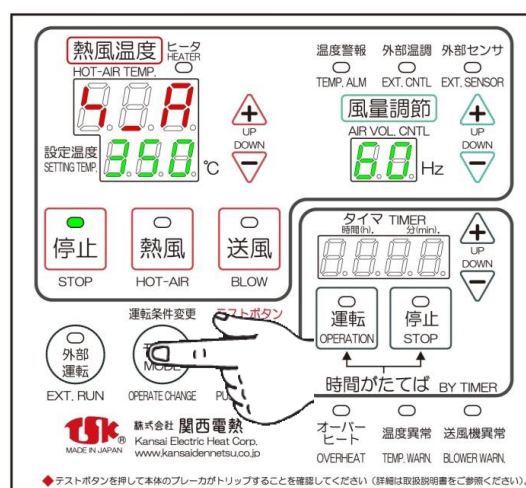 熱風温度
ヒータ
HEATER
HOT-AIR TEMP.
設定温度
SETTING TEMP.
350
℃
UP
DOWN
温度警報 外部温調 外部センサ
TEMP. ALM EXT. CNTL EXT. SENSOR
風量調節
AIR VOL. CNTL
60
Hz
UP
DOWN
停止 熱風 送風
STOP HOT-AIR BLOW
タイマ TIMER
時間(h). 分(min).
8.8.8.8.
UP
DOWN
運転
OPERATION
停止
STOP
時間がたてば BY TIMER
運転条件変更 テストボタン
外部
運転
MODE
EXT. RUN OPERATE CHANGE
オーバー
ヒート
温度異常 送風機異常
OVERHEAT TEMP. WARN. BLOWER WARN.
TSK®
MADE IN JAPAN
株式会社 関西電熱
Kansai Electric Heat Corp.
www.kansaidennetsu.co.jp
◆テストボタンを押して本体のブレーカがトリップすることを確認してください(詳細は取扱説明書をご参照ください)。